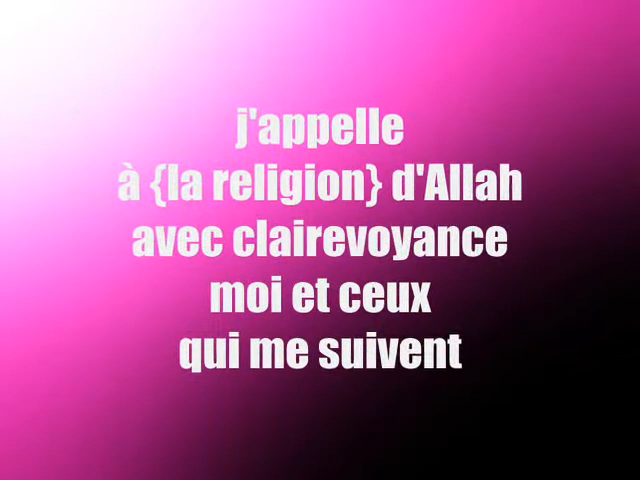 j'appelle
à {la religion} d'Allah
avec clairevoyance
moi et ceux
qui me suivent